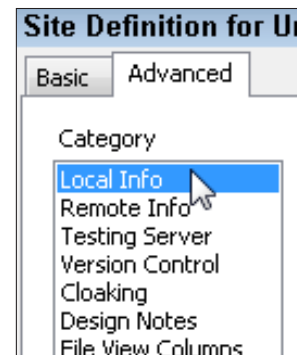 Site Definition for
Basic Advanced
Category
Local Info
Remote Info
Testing Server
Version Control
Cloaking
Design Notes
File View Columns